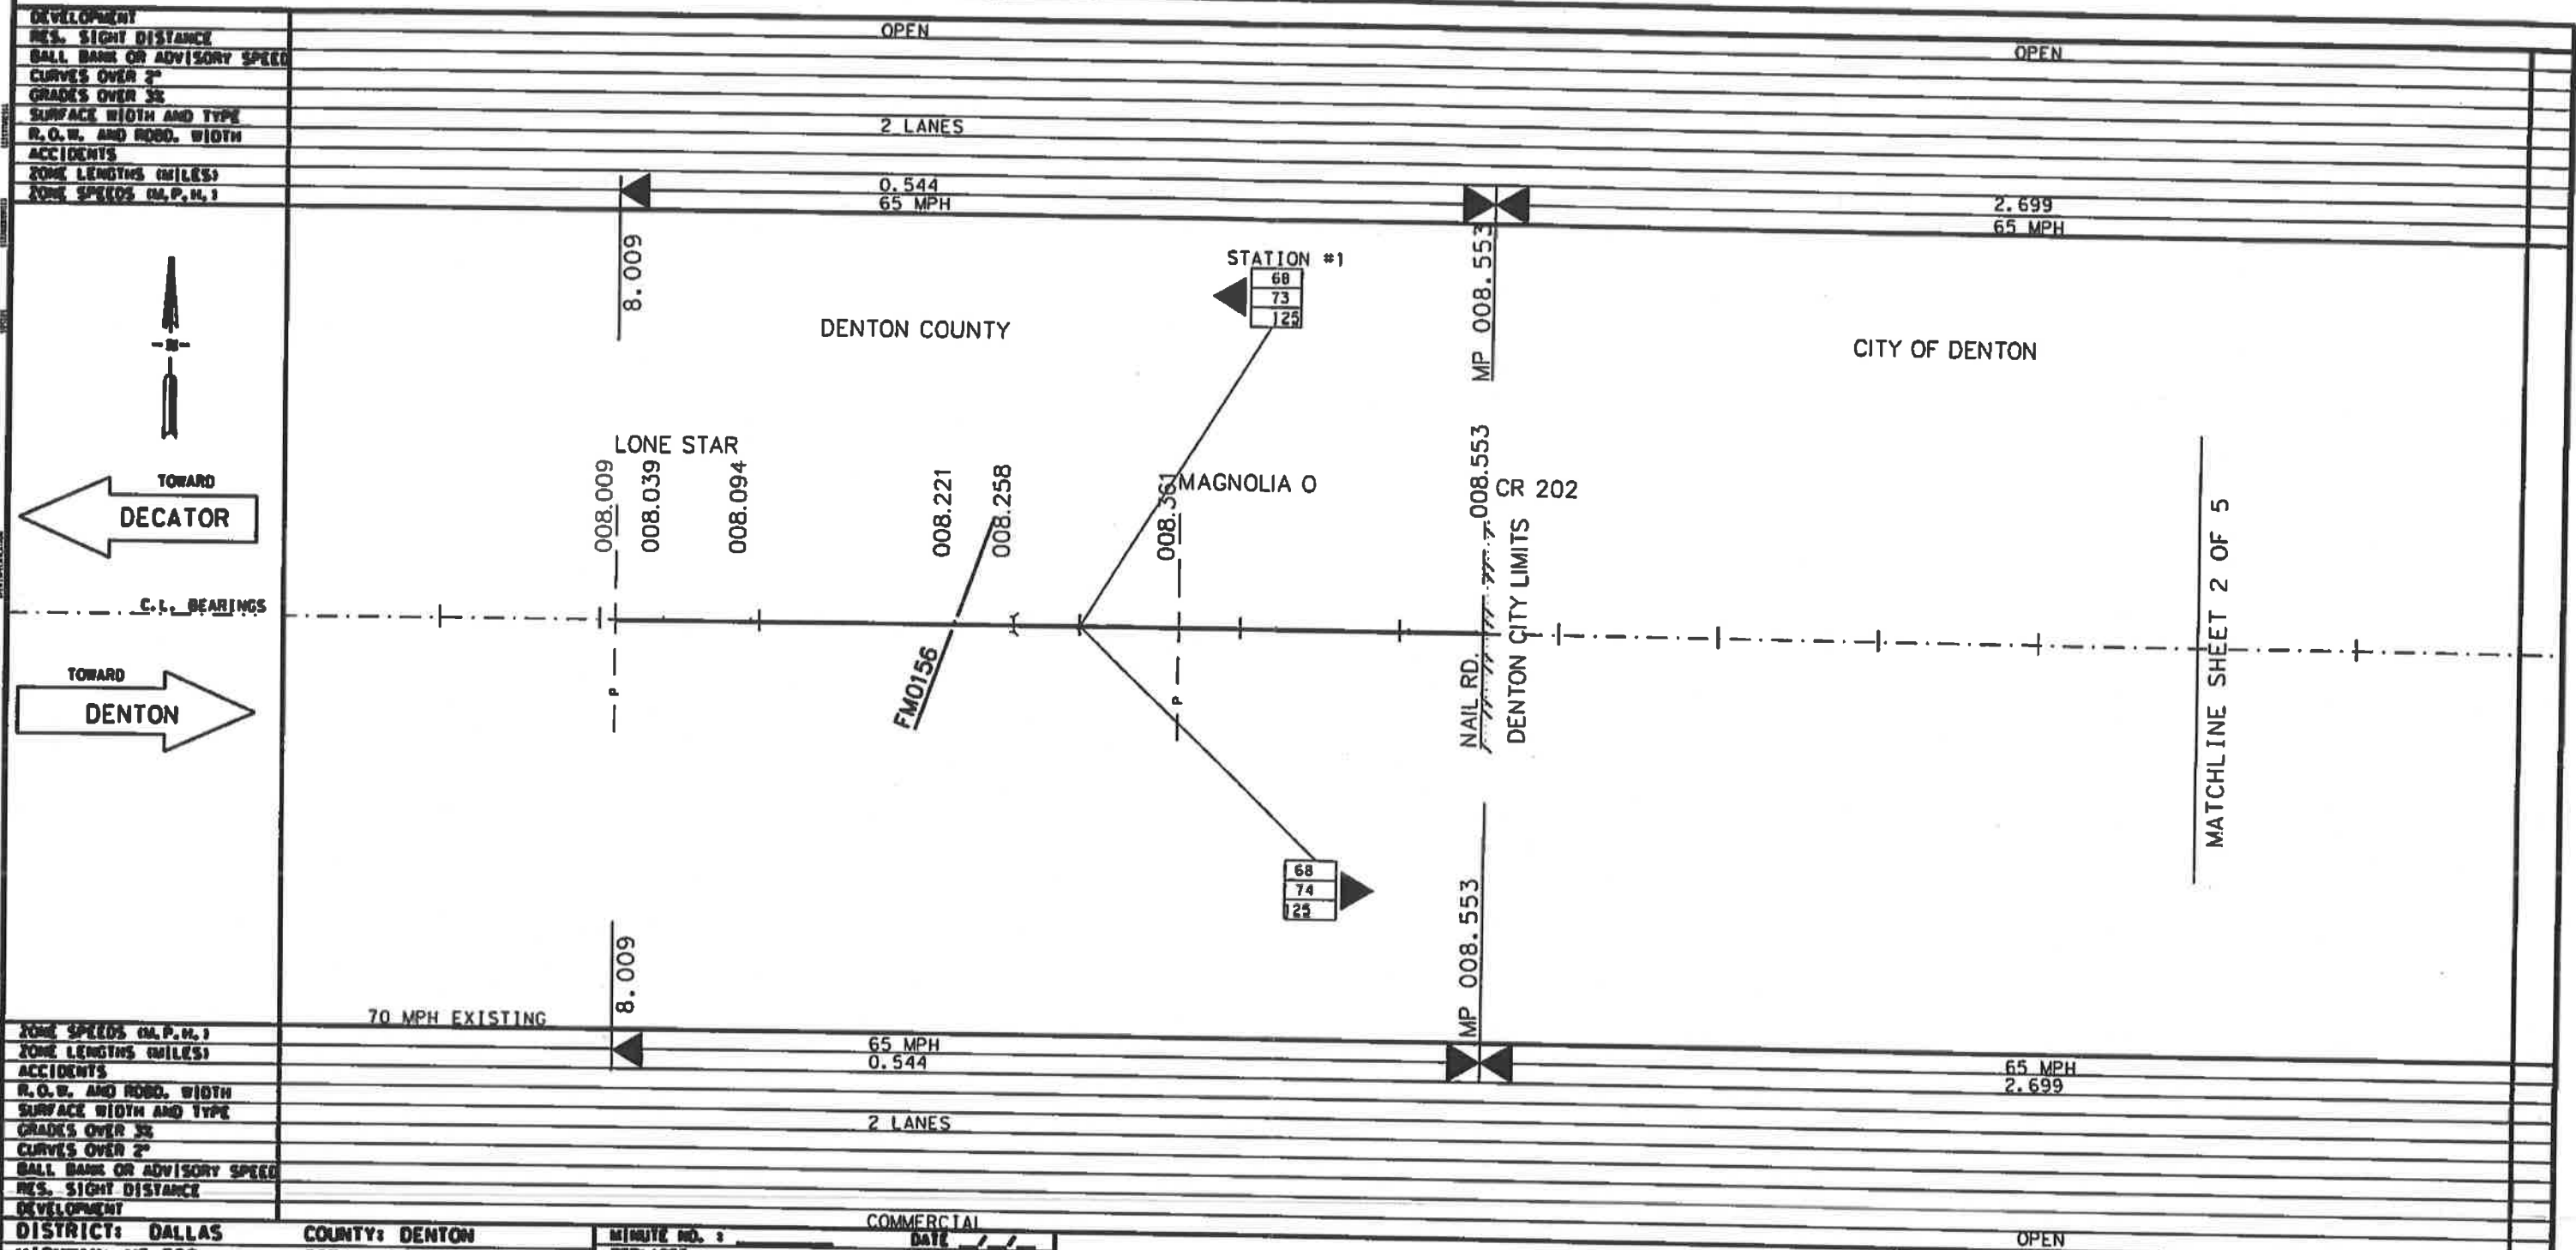 DEVELOPMENT
OPEN
OPEN
RES. SIGHT DISTANCE
BALL BANK OR ADVISORY SPEED
CURVES OVER 2°
GRADES OVER 3%
SURFACE WIDTH AND TYPE
2 LANES
R.O.W. AND ROBD. WIDTH
ACCIDENTS
ZONE LENGTHS (MILES)
0.544
2.699
ZONE SPEEDS (M.P.H.)
65 MPH
65 MPH
8.009
MP 008.553
STATION #1
68
73
125
DENTON COUNTY
CITY OF DENTON
N
LONE STAR
008.009
008.039
008.094
008.221
008.258
008.361
MAGNOLIA O
008.553
CR 202
TOWARD
DECATOR
DENTON CITY LIMITS
MATCHLINE SHEET 2 OF 5
C.L. BEARINGS
FM0156
NAIL RD.
P
P
TOWARD
DENTON
68
74
125
8.009
MP 008.553
70 MPH EXISTING
ZONE SPEEDS (M.P.H.)
65 MPH
65 MPH
ZONE LENGTHS (MILES)
0.544
2.699
ACCIDENTS
R.O.W. AND ROBD. WIDTH
SURFACE WIDTH AND TYPE
2 LANES
GRADES OVER 3%
CURVES OVER 2°
BALL BANK OR ADVISORY SPEED
RES. SIGHT DISTANCE
DEVELOPMENT
COMMERCIAL
OPEN
DISTRICT: DALLAS
COUNTY: DENTON
MINUTE NO. :
DATE / /